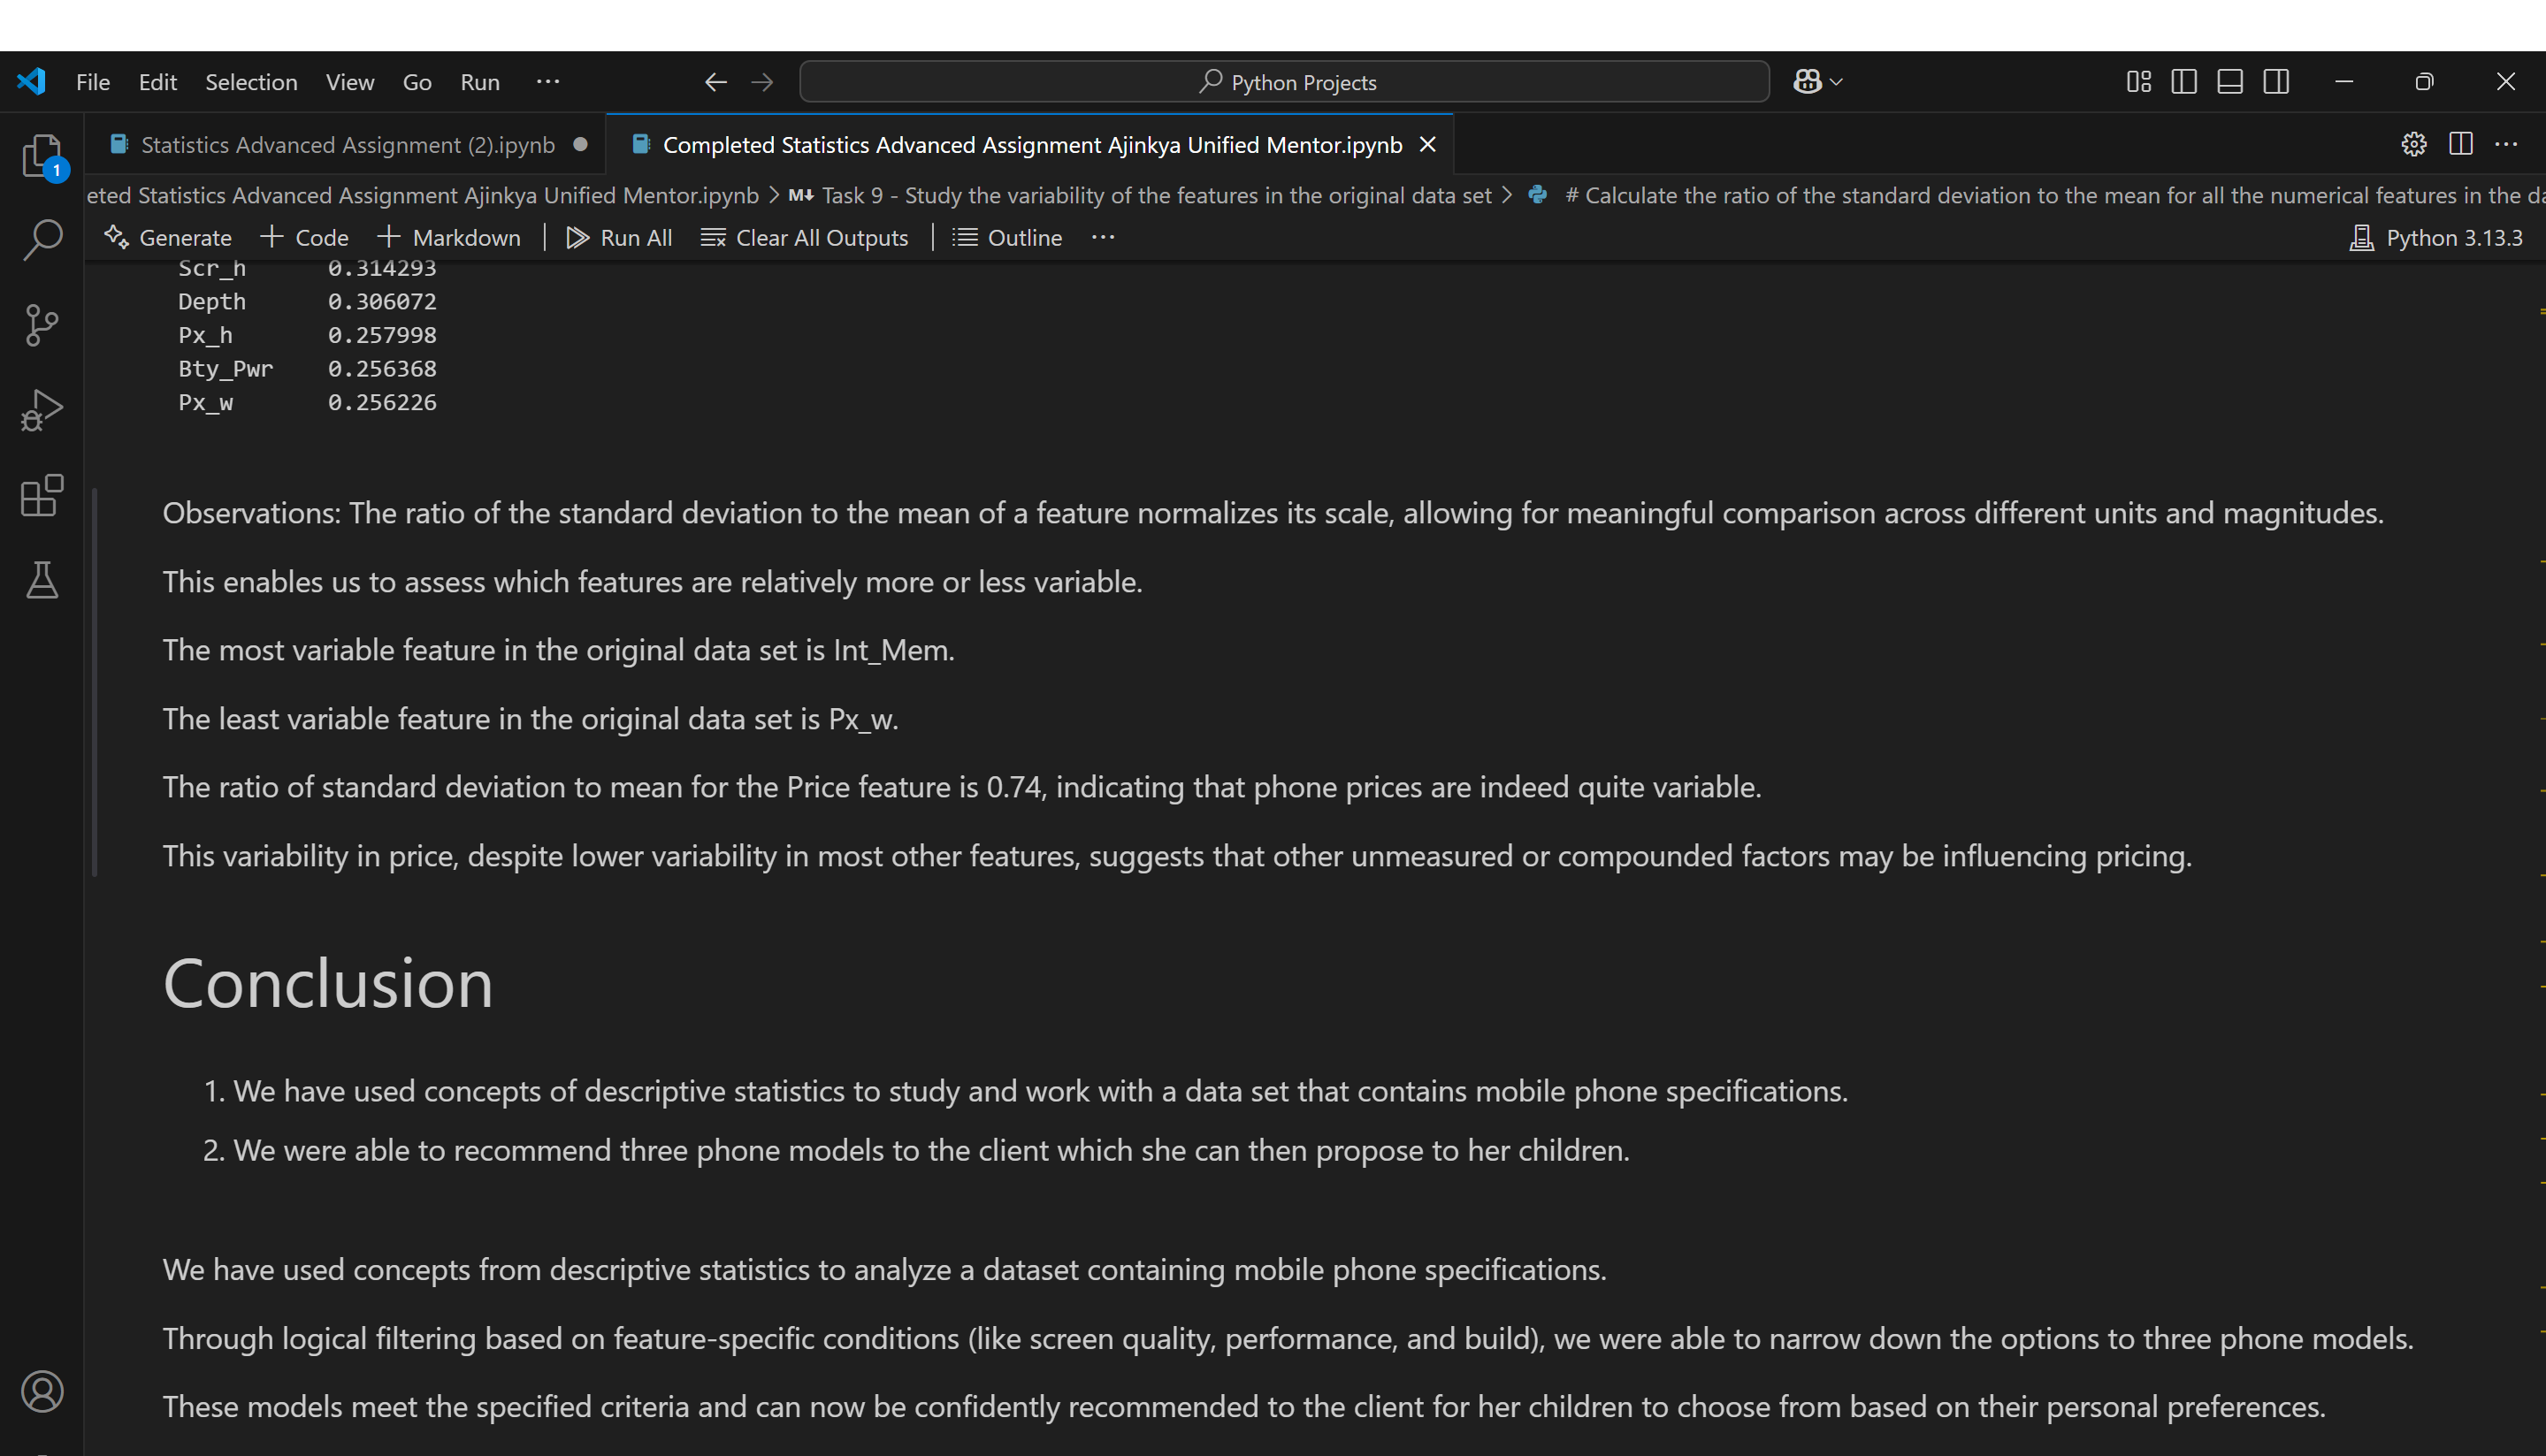 File Edit Selection View Go Run ··· Python Projects
1
Statistics Advanced Assignment (2).ipynb Completed Statistics Advanced Assignment Ajinkya Unified Mentor.ipynb
eted Statistics Advanced Assignment Ajinkya Unified Mentor.ipynb > M↓ Task 9 - Study the variability of the features in the original data set > # Calculate the ratio of the standard deviation to the mean for all the numerical features in the da
Generate + Code + Markdown | Run All Clear All Outputs | Outline ··· Python 3.13.3
Scr_h 0.314293
Depth 0.306072
Px_h 0.257998
Bty_Pwr 0.256368
Px_w 0.256226
Observations: The ratio of the standard deviation to the mean of a feature normalizes its scale, allowing for meaningful comparison across different units and magnitudes.
This enables us to assess which features are relatively more or less variable.
The most variable feature in the original data set is Int_Mem.
The least variable feature in the original data set is Px_w.
The ratio of standard deviation to mean for the Price feature is 0.74, indicating that phone prices are indeed quite variable.
This variability in price, despite lower variability in most other features, suggests that other unmeasured or compounded factors may be influencing pricing.
Conclusion
1. We have used concepts of descriptive statistics to study and work with a data set that contains mobile phone specifications.
2. We were able to recommend three phone models to the client which she can then propose to her children.
We have used concepts from descriptive statistics to analyze a dataset containing mobile phone specifications.
Through logical filtering based on feature-specific conditions (like screen quality, performance, and build), we were able to narrow down the options to three phone models.
These models meet the specified criteria and can now be confidently recommended to the client for her children to choose from based on their personal preferences.